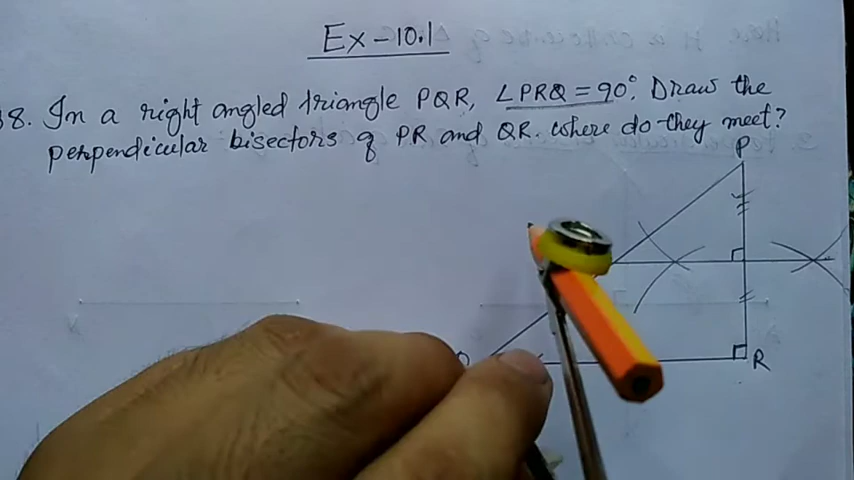 Ex-10.1
8. In a right angled triangle PQR, ∠PRQ = 90°. Draw the
perpendicular bisectors of PR and QR. Where do they meet?
P
R